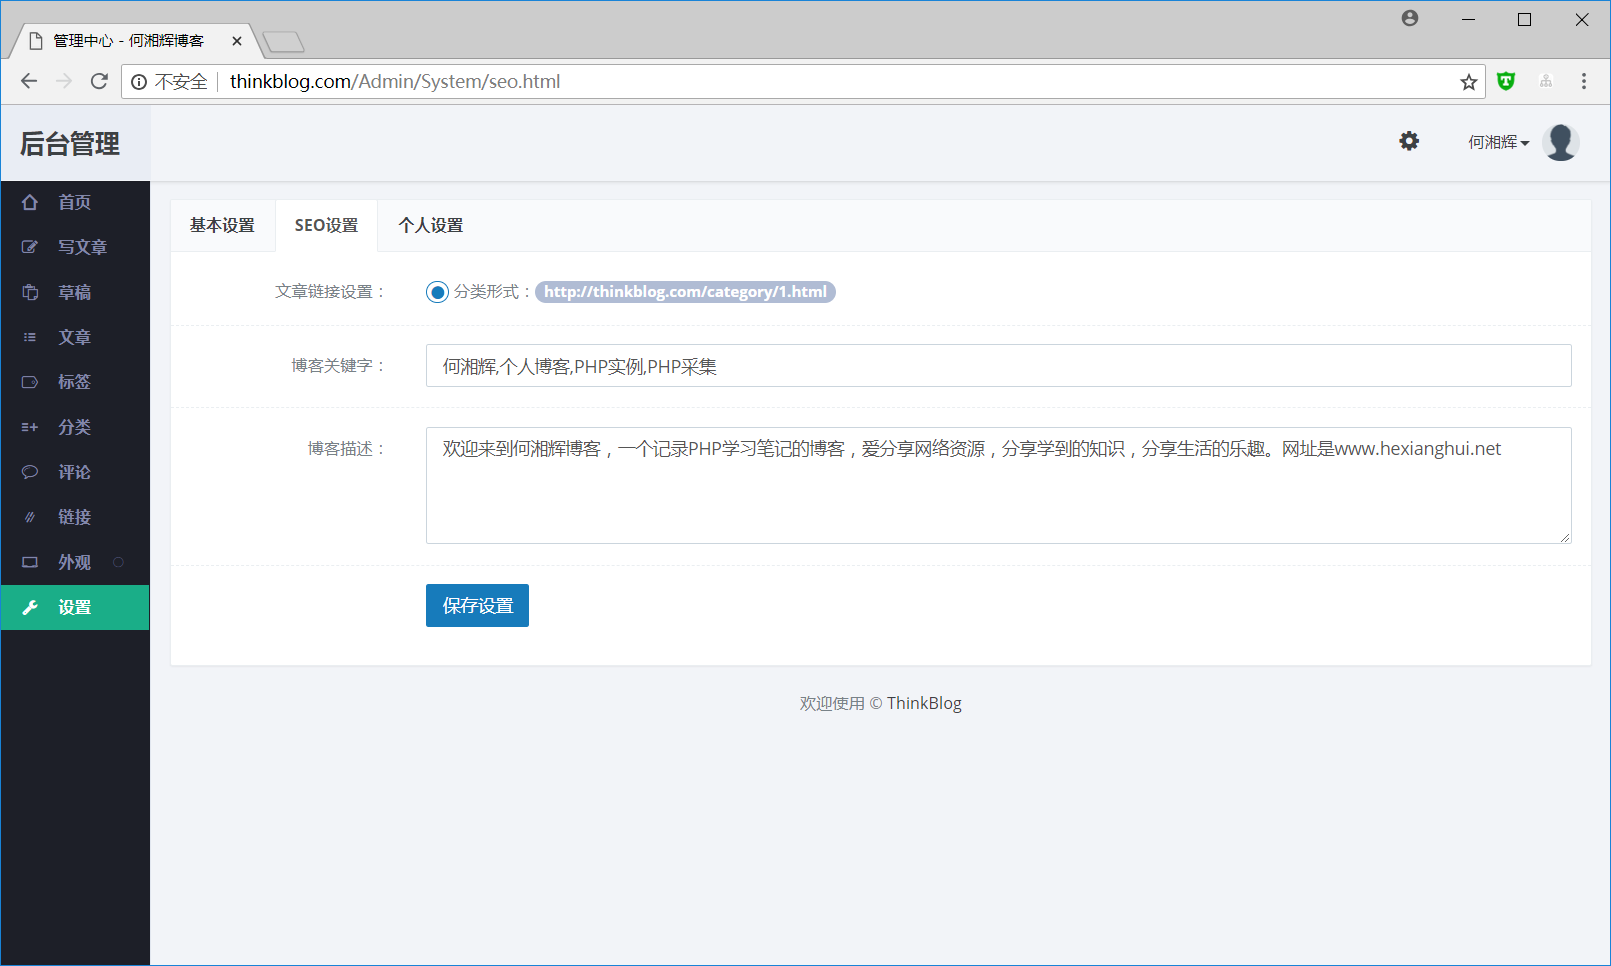 管理中心 - 何湘辉博客
不安全 thinkblog.com/Admin/System/seo.html
后台管理
何湘辉
首页
写文章
草稿
文章
标签
分类
评论
链接
外观
设置
基本设置 SEO设置 个人设置
文章链接设置： 分类形式：http://thinkblog.com/category/1.html
博客关键字： 何湘辉,个人博客,PHP实例,PHP采集
博客描述： 欢迎来到何湘辉博客，一个记录PHP学习笔记的博客，爱分享网络资源，分享学到的知识，分享生活的乐趣。网址是www.hexianghui.net
保存设置
欢迎使用 © ThinkBlog